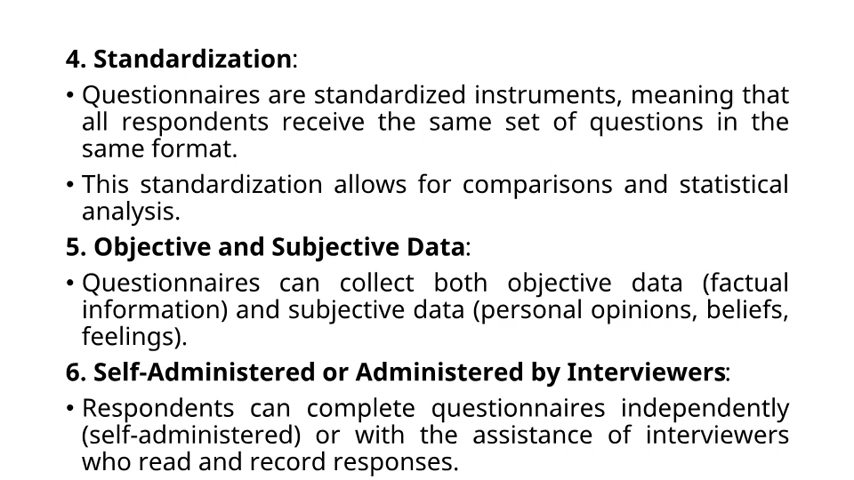 4. Standardization:
• Questionnaires are standardized instruments, meaning that
all respondents receive the same set of questions in the
same format.
• This standardization allows for comparisons and statistical
analysis.
5. Objective and Subjective Data:
• Questionnaires can collect both objective data (factual
information) and subjective data (personal opinions, beliefs,
feelings).
6. Self-Administered or Administered by Interviewers:
• Respondents can complete questionnaires independently
(self-administered) or with the assistance of interviewers
who read and record responses.